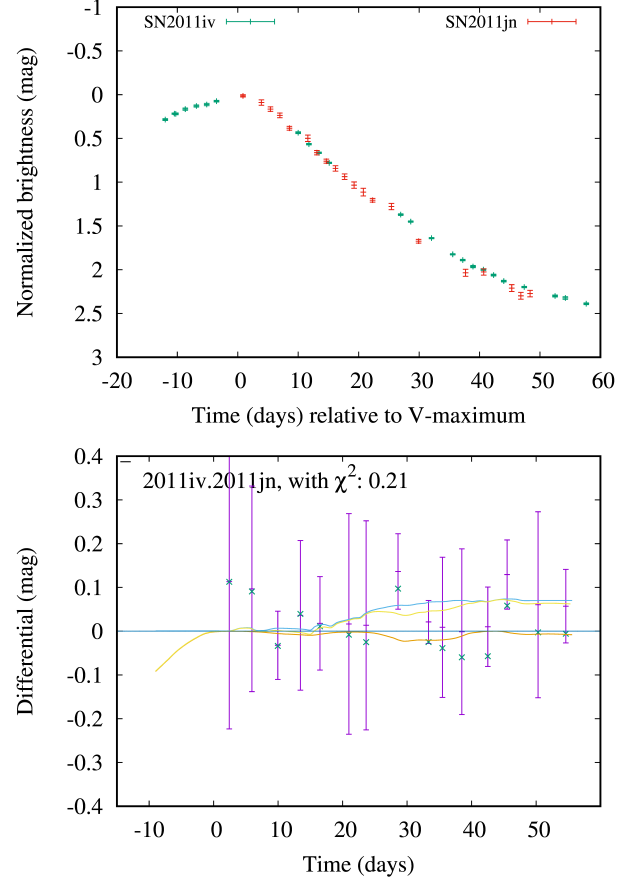 SN2011iv SN2011jn
-1
-0.5
0
0.5
1
1.5
2
2.5
3
Normalized brightness (mag)
-20 -10 0 10 20 30 40 50 60
Time (days) relative to V-maximum
2011iv.2011jn, with χ²: 0.21
0.4
0.3
0.2
0.1
0
-0.1
-0.2
-0.3
-0.4
Differential (mag)
-10 0 10 20 30 40 50
Time (days)